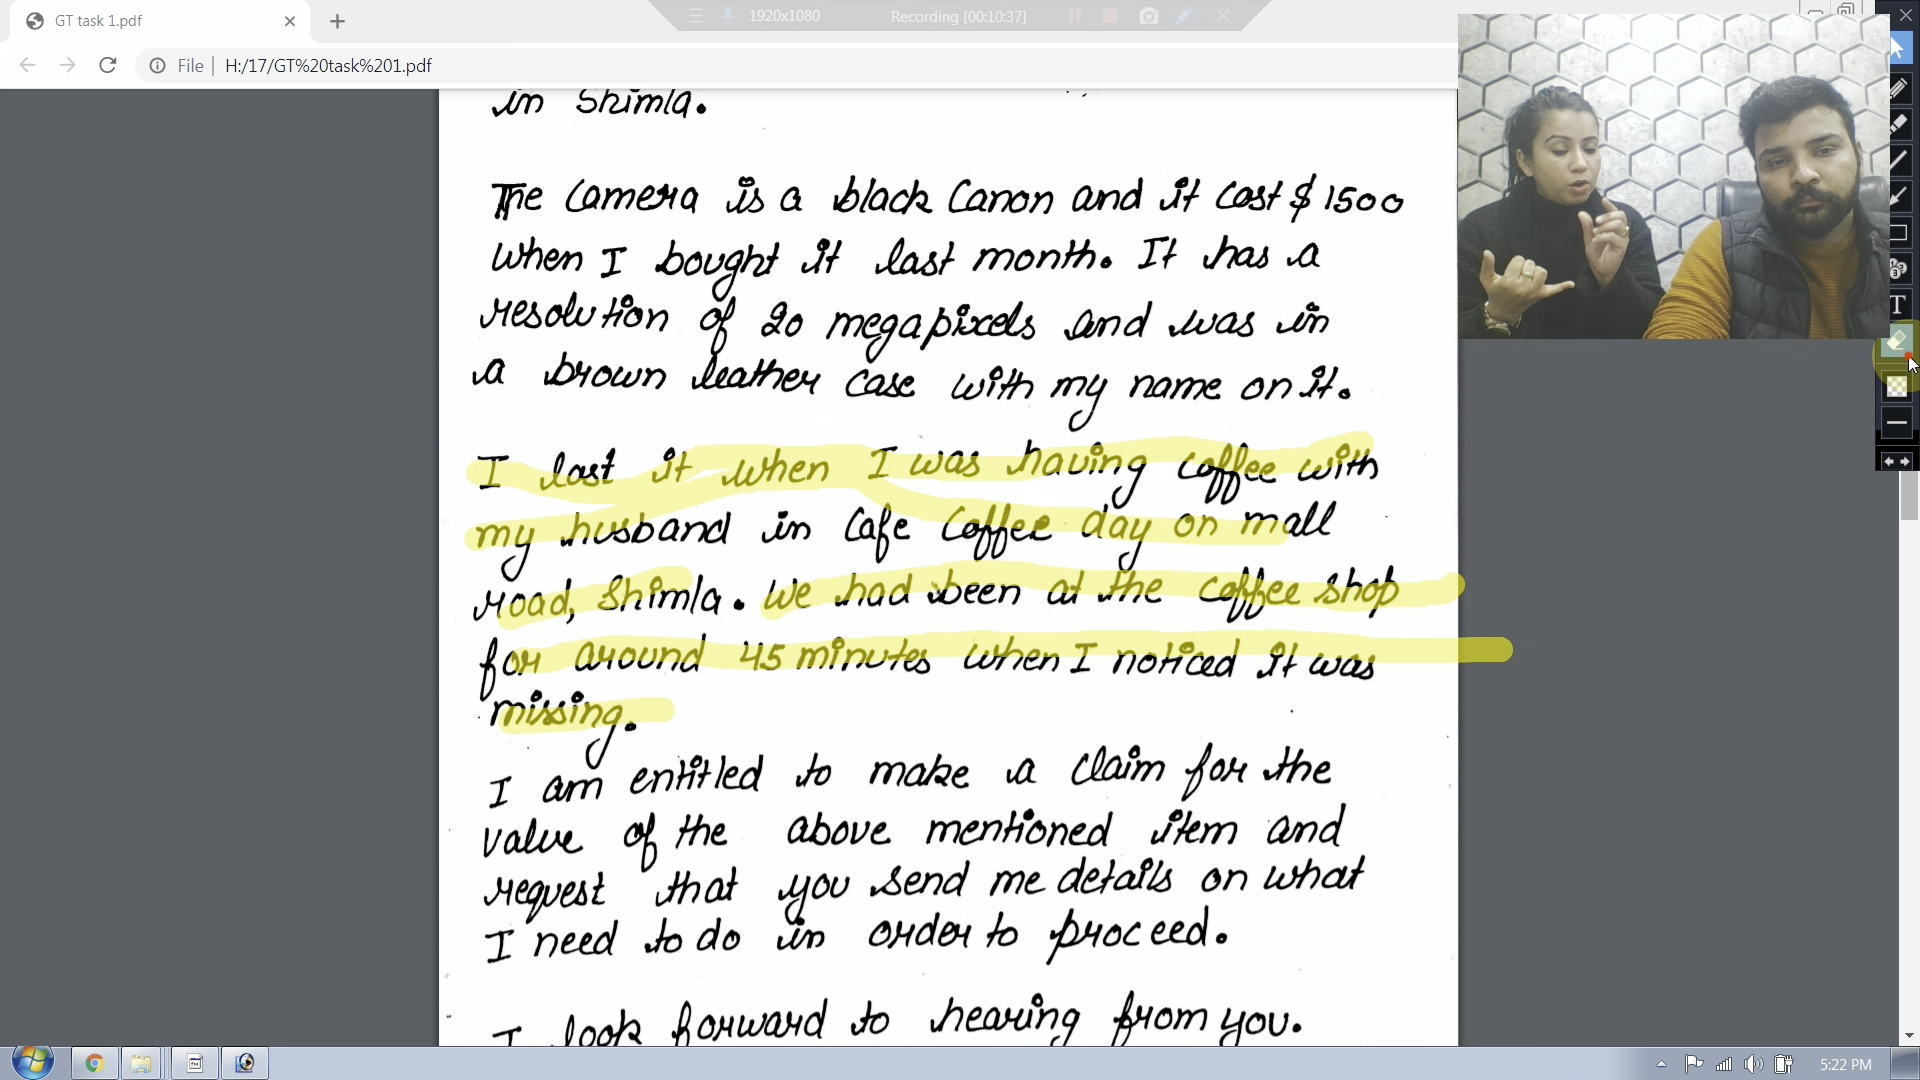 GT task 1.pdf
1920x1080
Recording [00:10:37]
File
H:/17/GT%20task%201.pdf
in Shimla.
The Camera is a black Canon and it cost $1500
when I bought it last month. It has a
resolution of 20 megapixels and was in
a brown leather case with my name on it.
I last it when I was having coffee with
my husband in Cafe Coffee day on mall
road, Shimla. We had been at the coffee shop
for around 45 minutes when I noticed it was
missing.
I am entitled to make a claim for the
value of the above mentioned item and
request that you send me details on what
I need to do in order to proceed.
I look forward to hearing from you.
5:22 PM